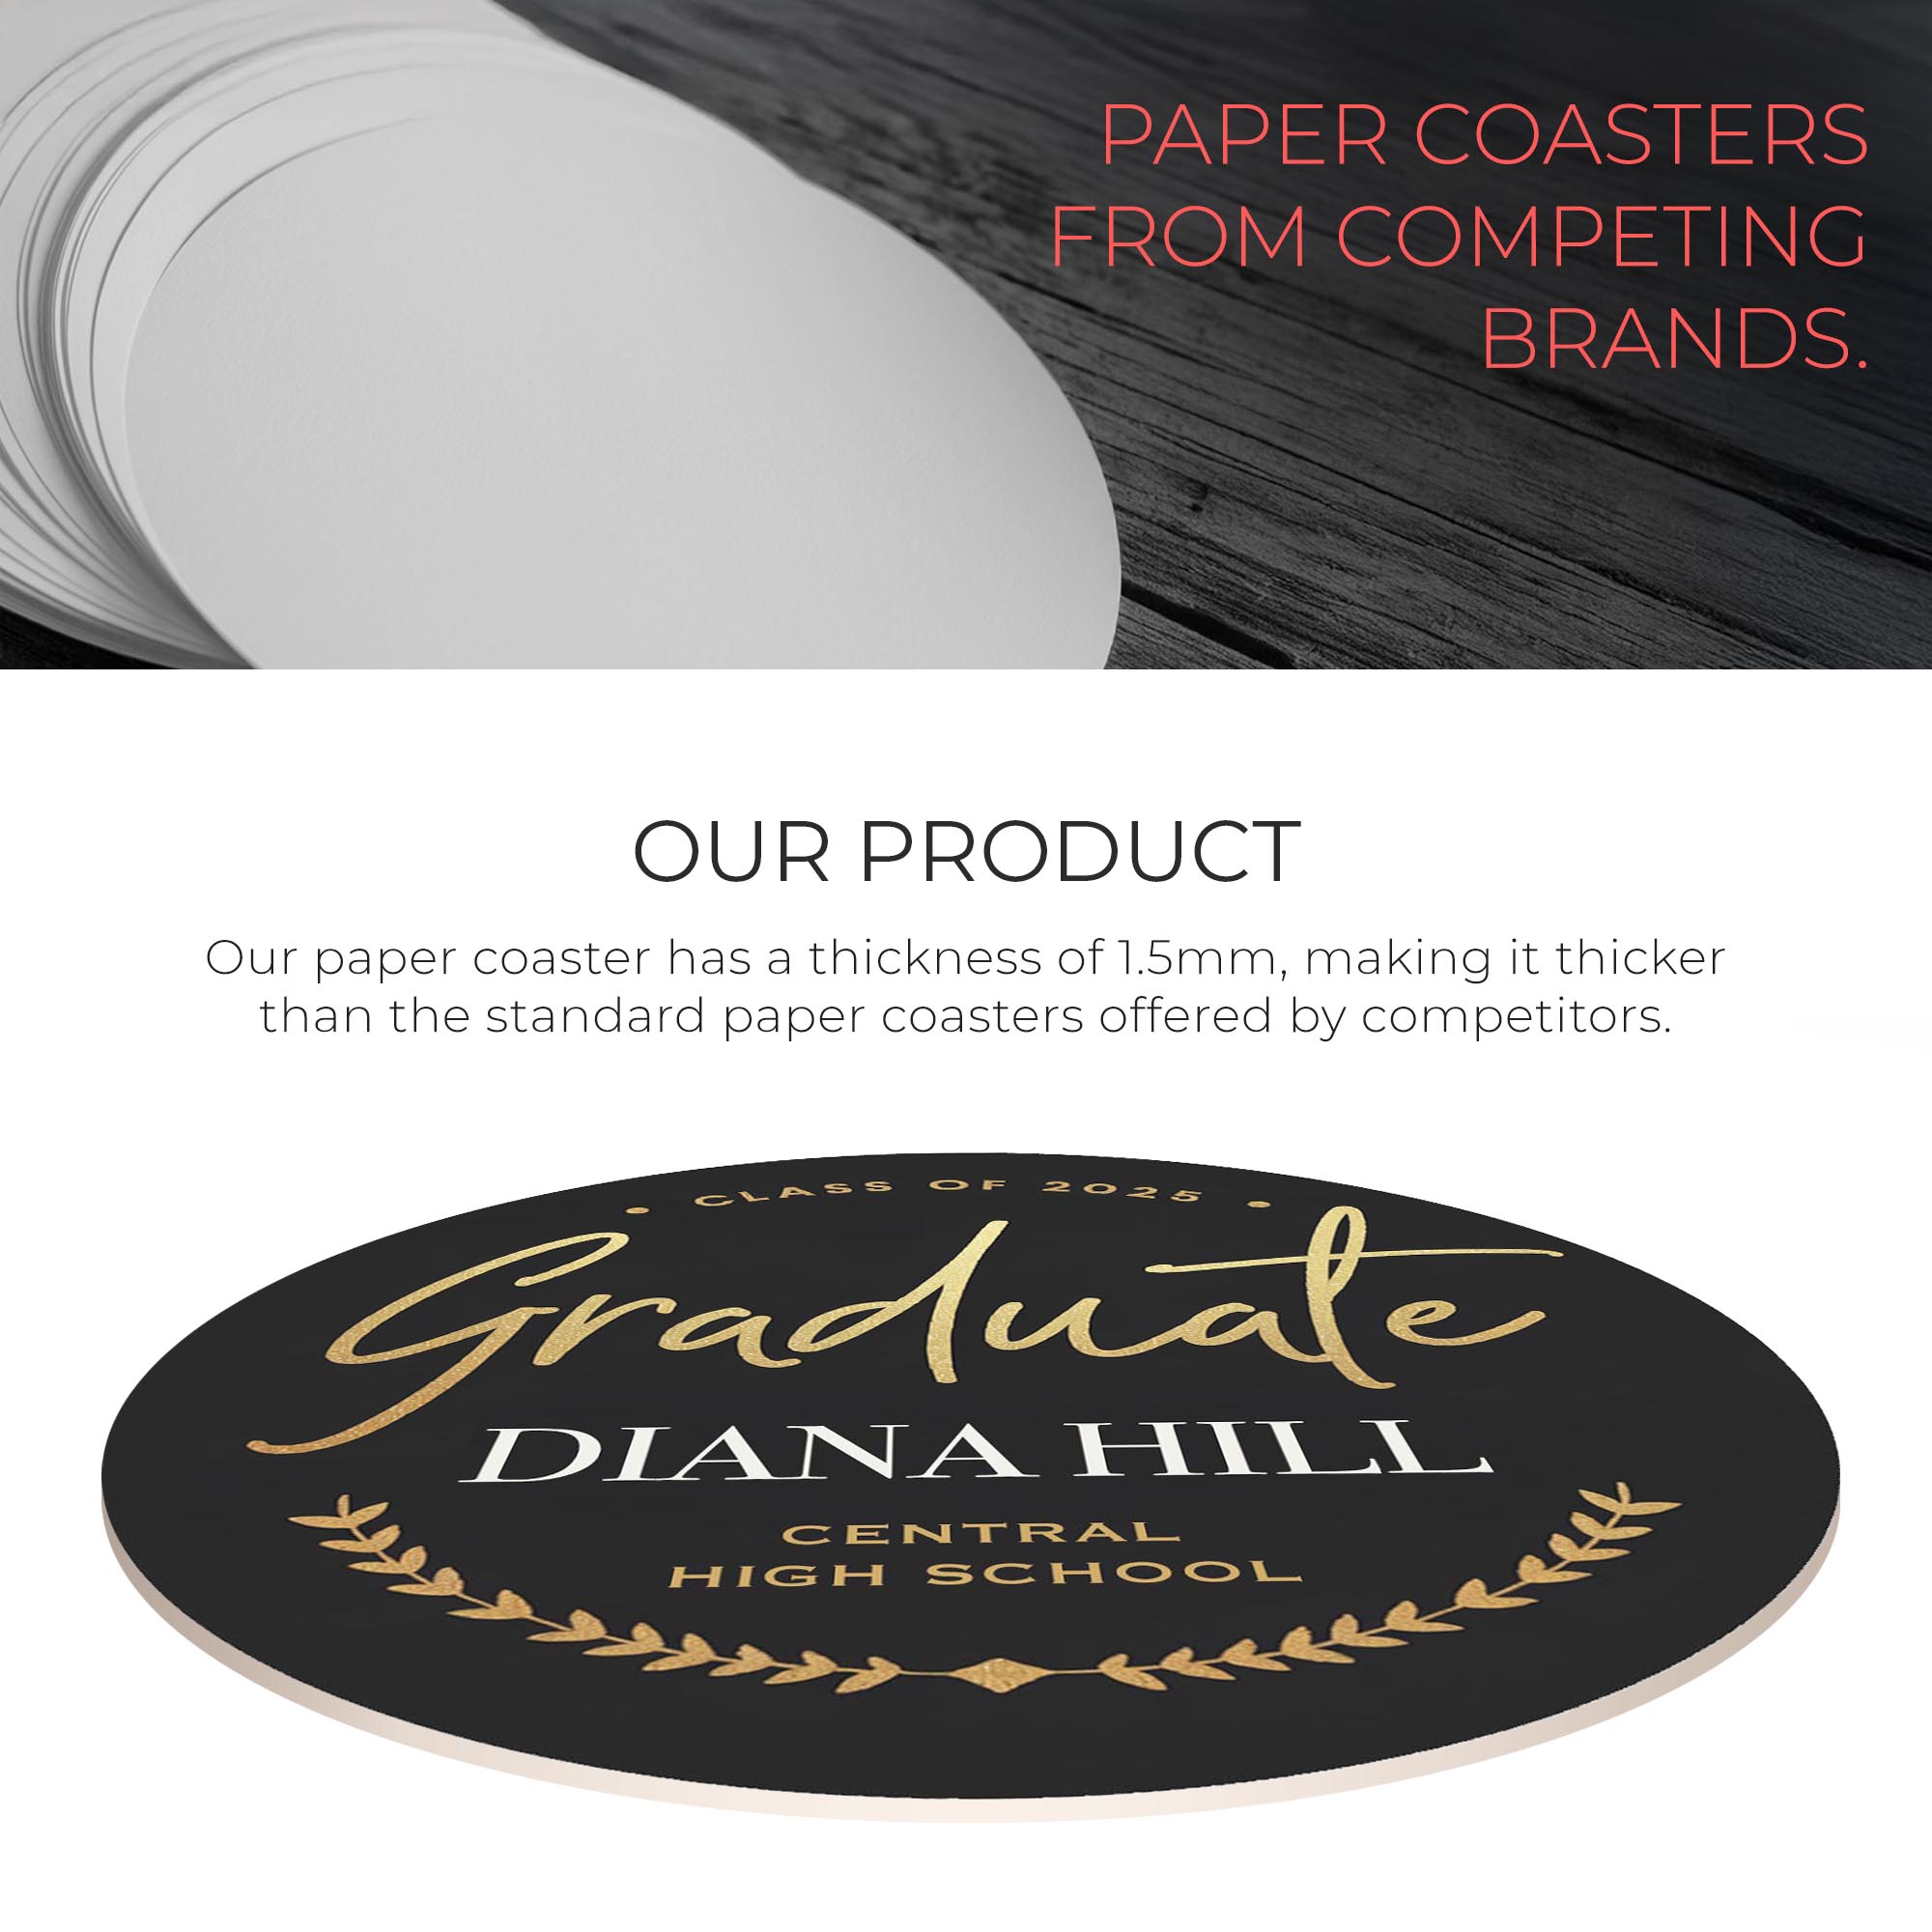 PAPER COASTERS
FROM COMPETING
BRANDS.
OUR PRODUCT
Our paper coaster has a thickness of 1.5mm, making it thicker
than the standard paper coasters offered by competitors.
• CLASS OF 2025 •
Graduate
DIANA HILL
CENTRAL
HIGH SCHOOL